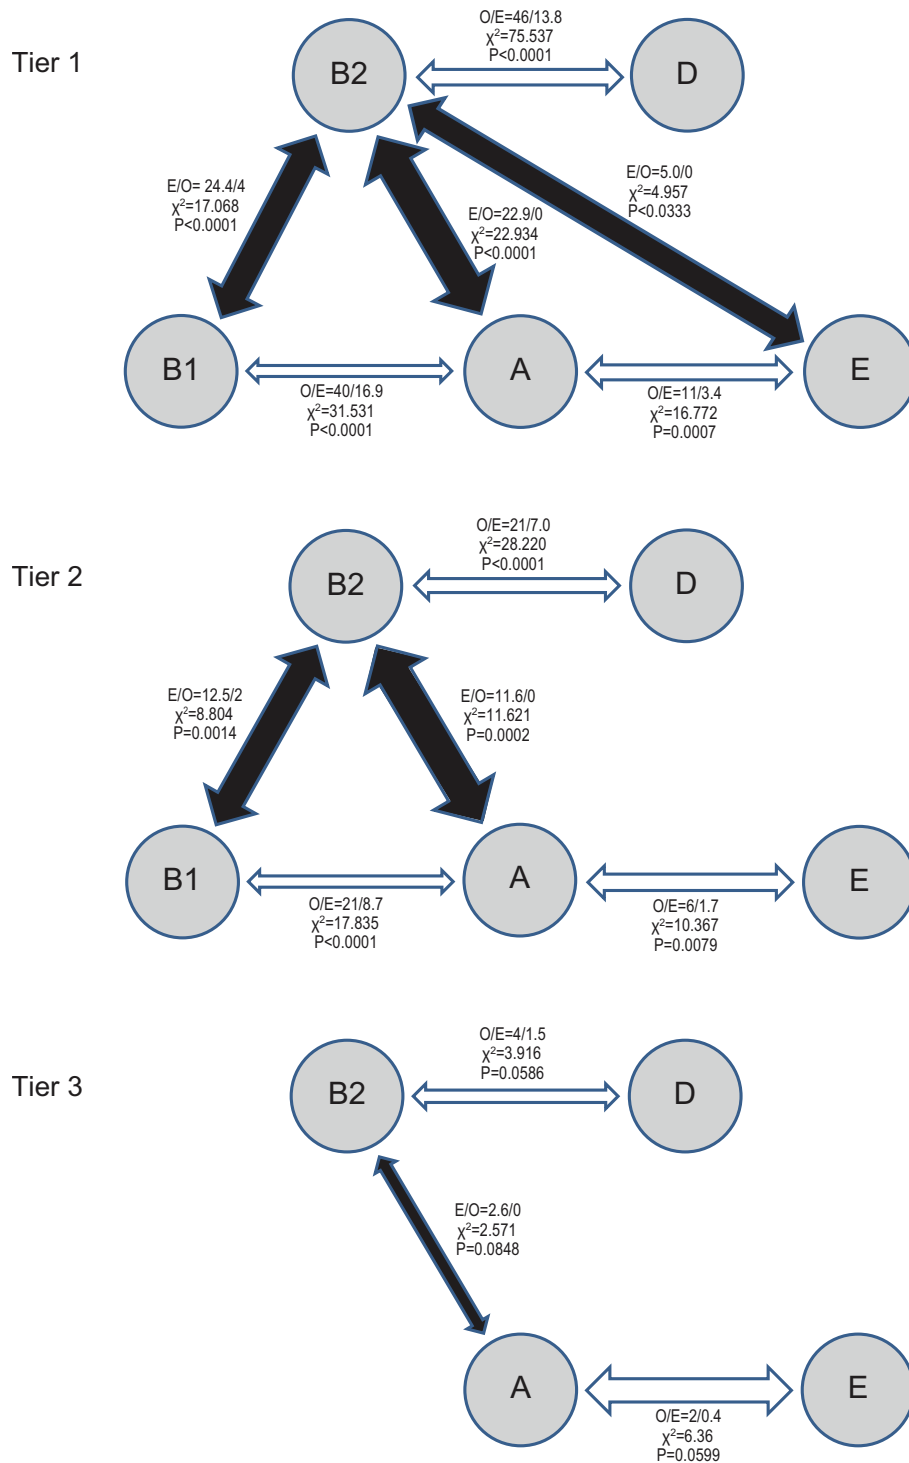 Tier 1
B2
O/E=46/13.8
χ²=75.537
P<0.0001
D
E/O= 24.4/4
χ²=17.068
P<0.0001
E/O=22.9/0
χ²=22.934
P<0.0001
E/O=5.0/0
χ²=4.957
P<0.0333
B1
O/E=40/16.9
χ²=31.531
P<0.0001
A
O/E=11/3.4
χ²=16.772
P=0.0007
E
Tier 2
B2
O/E=21/7.0
χ²=28.220
P<0.0001
D
E/O=12.5/2
χ²=8.804
P=0.0014
E/O=11.6/0
χ²=11.621
P=0.0002
B1
O/E=21/8.7
χ²=17.835
P<0.0001
A
O/E=6/1.7
χ²=10.367
P=0.0079
E
Tier 3
B2
O/E=4/1.5
χ²=3.916
P=0.0586
D
E/O=2.6/0
χ²=2.571
P=0.0848
A
O/E=2/0.4
χ²=6.36
P=0.0599
E